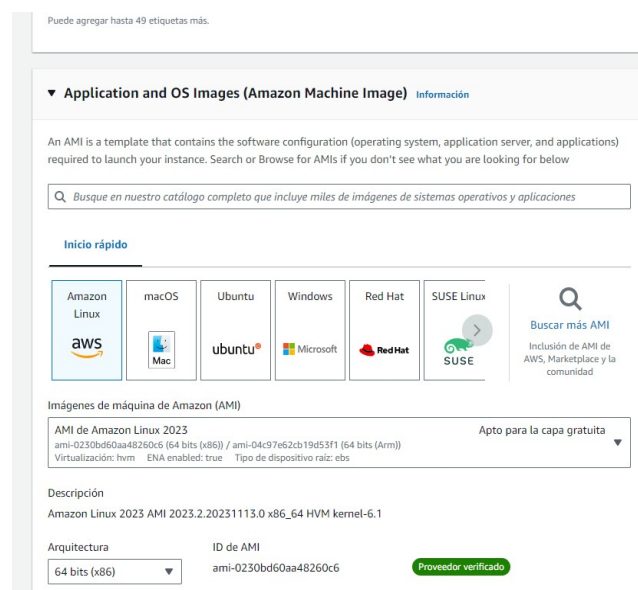 Puede agregar hasta 49 etiquetas más.
▼ Application and OS Images (Amazon Machine Image) Información
An AMI is a template that contains the software configuration (operating system, application server, and applications)
required to launch your instance. Search or Browse for AMIs if you don't see what you are looking for below
Busque en nuestro catálogo completo que incluye miles de imágenes de sistemas operativos y aplicaciones
Inicio rápido
Amazon Linux
aws
macOS
Mac
Ubuntu
ubuntu®
Windows
Microsoft
Red Hat
Red Hat
SUSE Linux
SUSE
Buscar más AMI
Inclusión de AMI de
AWS, Marketplace y la
comunidad
Imágenes de máquina de Amazon (AMI)
AMI de Amazon Linux 2023 Apto para la capa gratuita
ami-0230bd60aa48260c6 (64 bits (x86)) / ami-04c97e62cb19d53f1 (64 bits (Arm))
Virtualización: hvm ENA enabled: true Tipo de dispositivo raíz: ebs
Descripción
Amazon Linux 2023 AMI 2023.2.20231113.0 x86_64 HVM kernel-6.1
Arquitectura
64 bits (x86)
ID de AMI
ami-0230bd60aa48260c6
Proveedor verificado